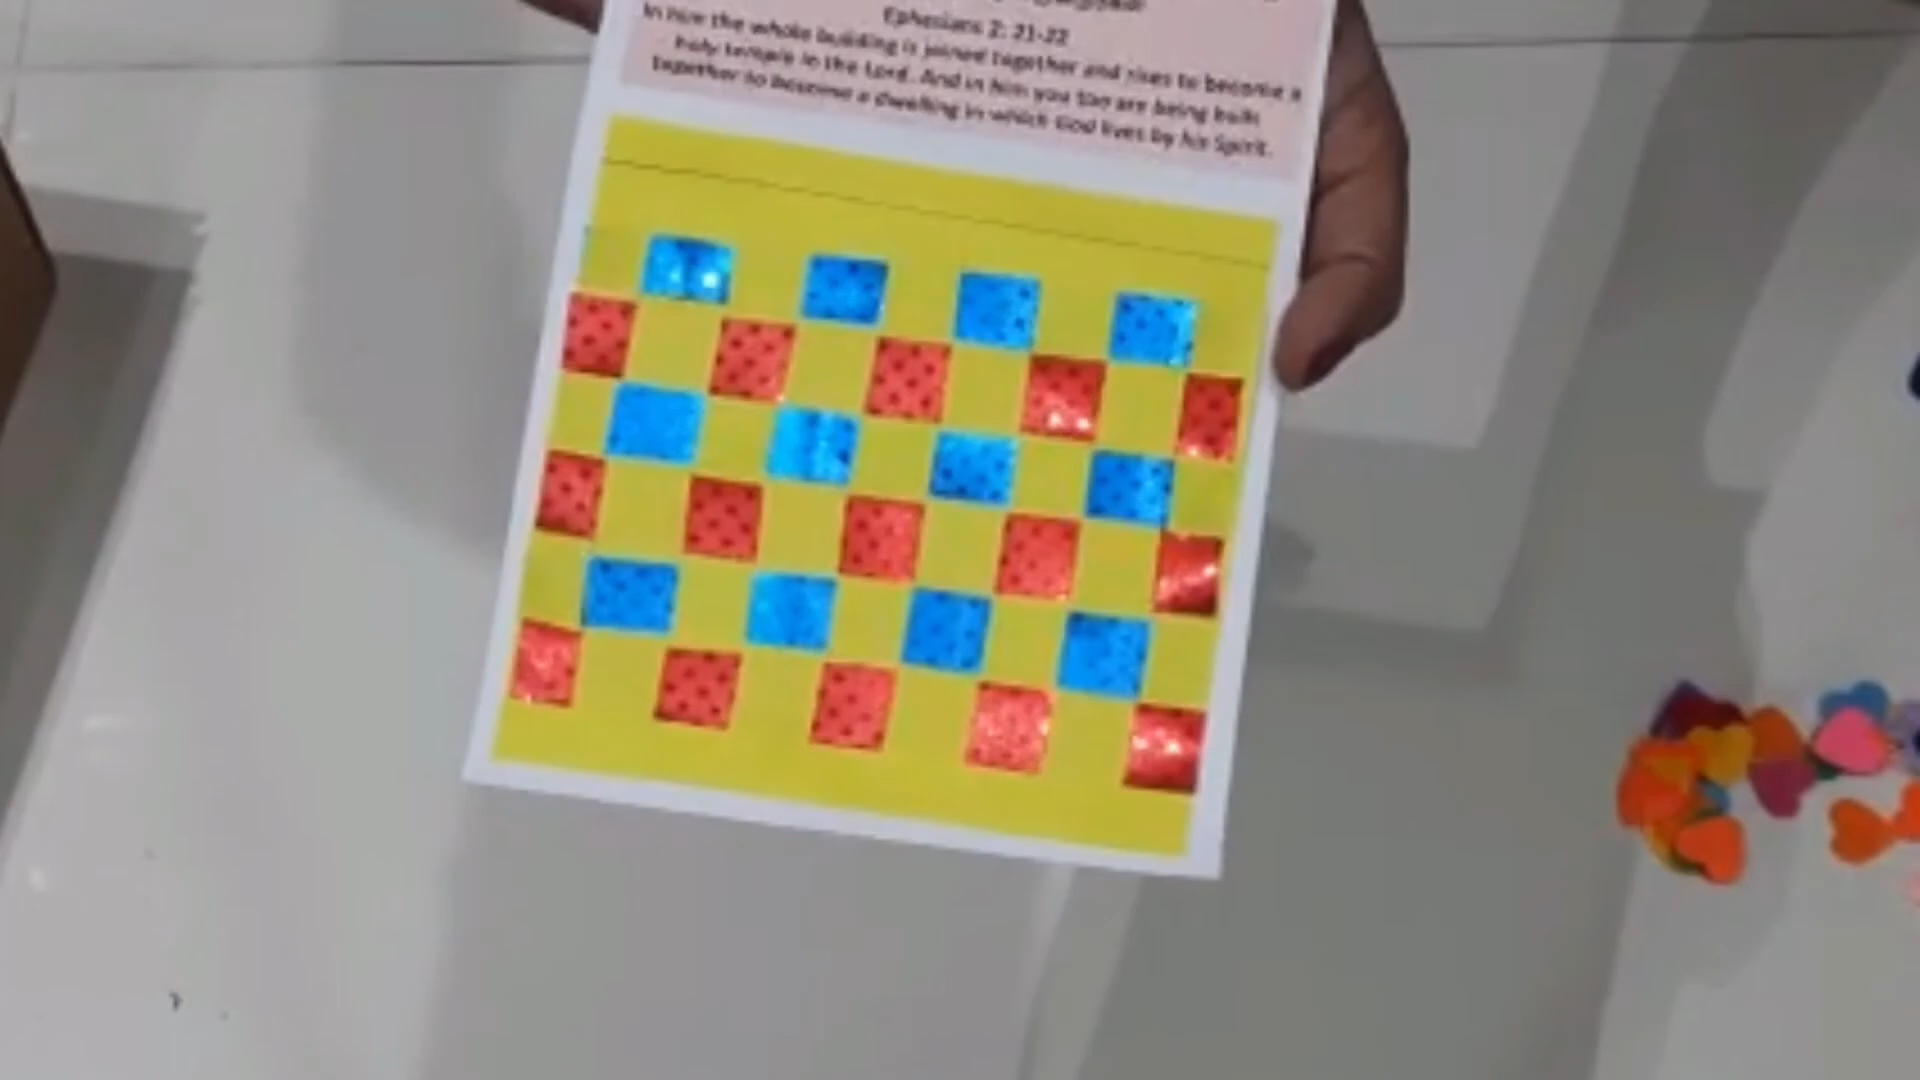 Ephesians 2: 21-22
In him the whole building is joined together and rises to become a
holy temple in the Lord. And in him you too are being built
together to become a dwelling in which God lives by his Spirit.